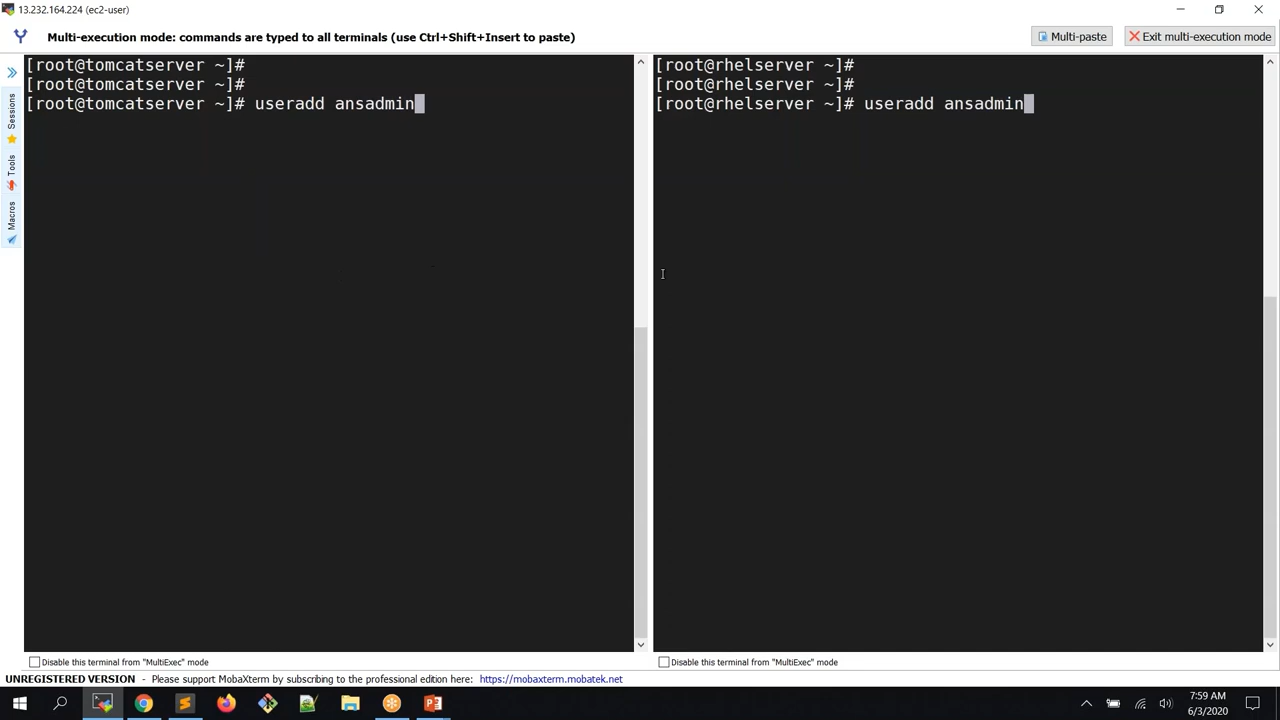 13.232.164.224 (ec2-user)
Multi-execution mode: commands are typed to all terminals (use Ctrl+Shift+Insert to paste)
Multi-paste
Exit multi-execution mode
Sessions
Tools
Macros
[root@tomcatserver ~]#
[root@tomcatserver ~]#
[root@tomcatserver ~]# useradd ansadmin
[root@rhelserver ~]#
[root@rhelserver ~]#
[root@rhelserver ~]# useradd ansadmin
Disable this terminal from "MultiExec" mode
Disable this terminal from "MultiExec" mode
UNREGISTERED VERSION - Please support MobaXterm by subscribing to the professional edition here: https://mobaxterm.mobatek.net
7:59 AM
6/3/2020